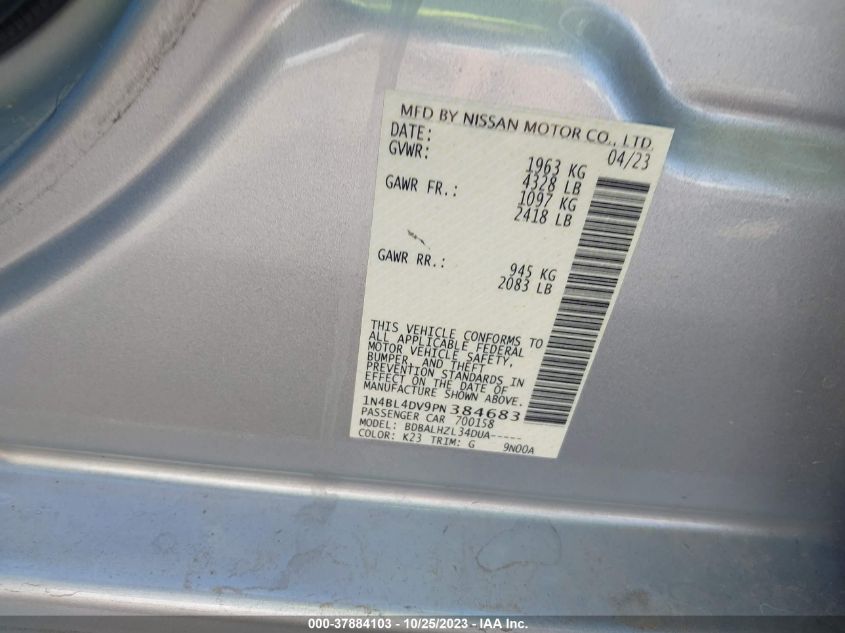 MFD BY NISSAN MOTOR CO., LTD.
DATE: 04/23
GVWR: 1963 KG
4328 LB
GAWR FR.: 1097 KG
2418 LB
GAWR RR.: 945 KG
2083 LB
THIS VEHICLE CONFORMS TO
ALL APPLICABLE FEDERAL
MOTOR VEHICLE SAFETY,
BUMPER, AND THEFT
PREVENTION STANDARDS IN
EFFECT ON THE DATE OF
MANUFACTURE SHOWN ABOVE.
1N4BL4DV9PN384683
PASSENGER CAR 700158
MODEL: BDBALHZL34DUA-----
COLOR: K23 TRIM: G 9N00A
000-37884103 - 10/25/2023 - IAA Inc.